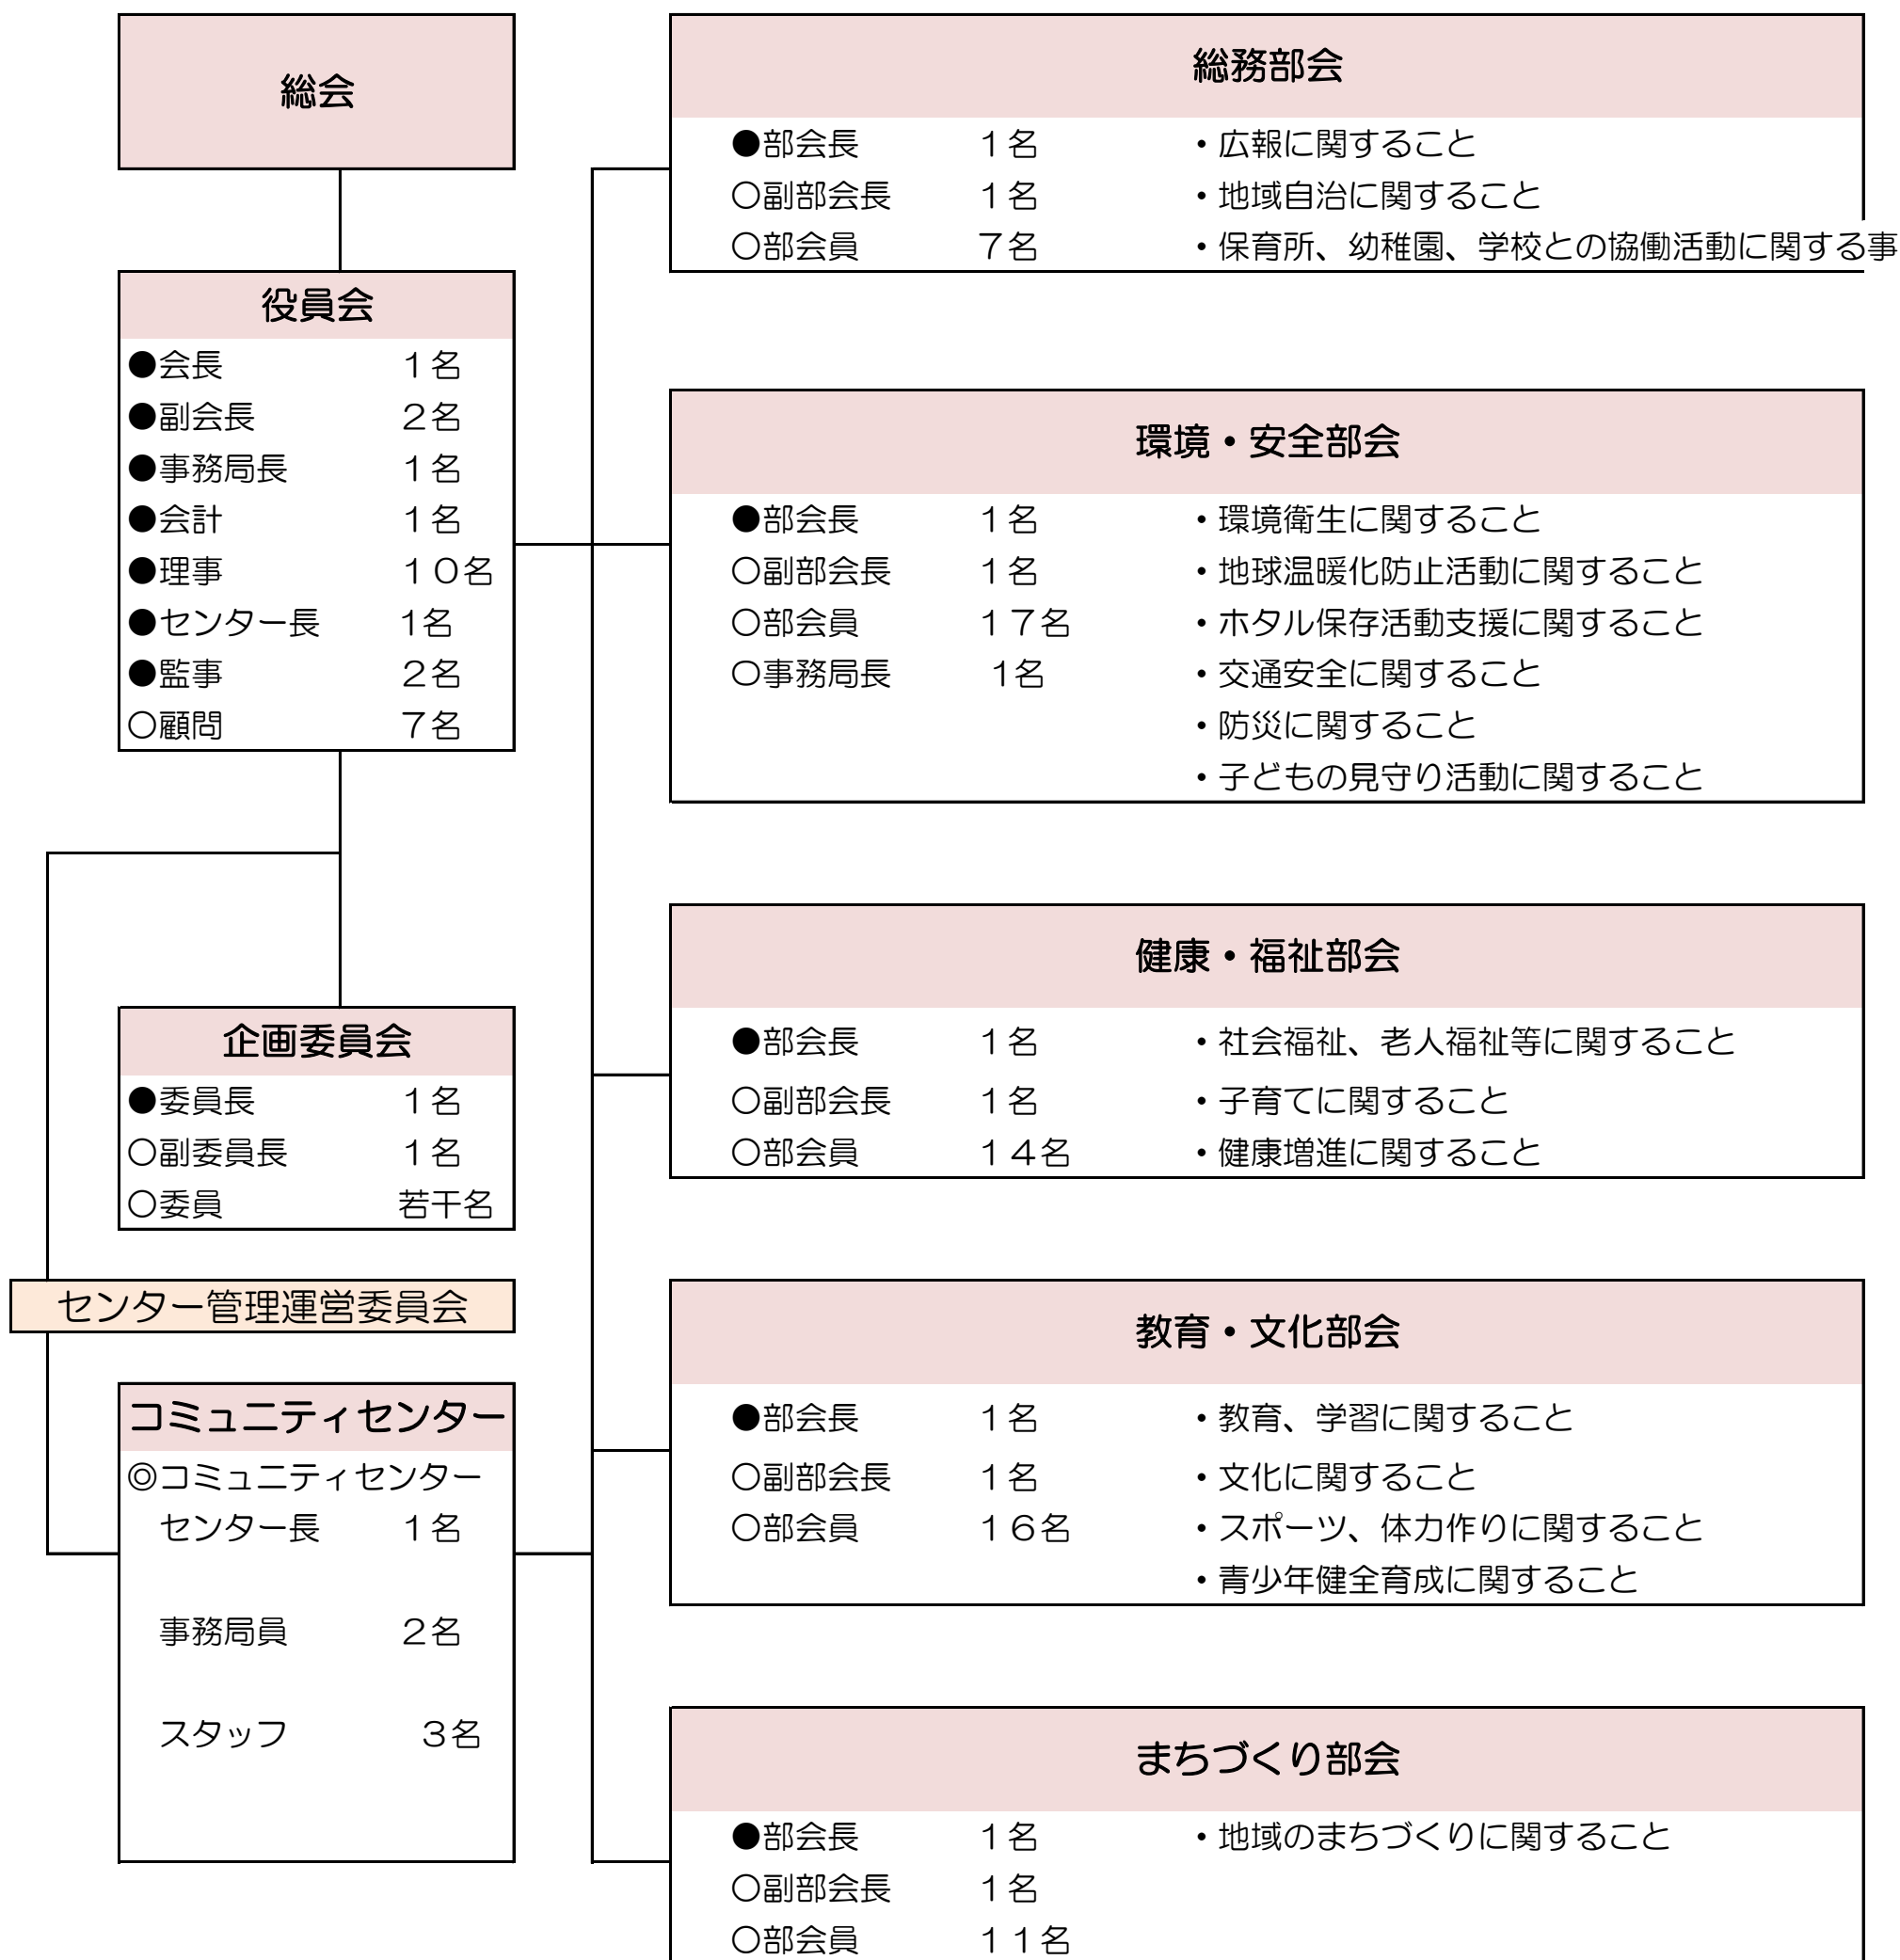 総会
役員会
●会長 １名
●副会長 ２名
●事務局長 １名
●会計 １名
●理事 １０名
●センター長 1名
●監事 ２名
○顧問 ７名
企画委員会
●委員長 １名
○副委員長 １名
○委員 若干名
センター管理運営委員会
コミュニティセンター
◎コミュニティセンター
センター長 １名
事務局員 ２名
スタッフ ３名
総務部会
●部会長 １名 ・広報に関すること
○副部会長 １名 ・地域自治に関すること
○部会員 ７名 ・保育所、幼稚園、学校との協働活動に関する事
環境・安全部会
●部会長 １名 ・環境衛生に関すること
○副部会長 １名 ・地球温暖化防止活動に関すること
○部会員 １７名 ・ホタル保存活動支援に関すること
○事務局長 1名 ・交通安全に関すること
・防災に関すること
・子どもの見守り活動に関すること
健康・福祉部会
●部会長 １名 ・社会福祉、老人福祉等に関すること
○副部会長 １名 ・子育てに関すること
○部会員 １４名 ・健康増進に関すること
教育・文化部会
●部会長 １名 ・教育、学習に関すること
○副部会長 １名 ・文化に関すること
○部会員 １６名 ・スポーツ、体力作りに関すること
・青少年健全育成に関すること
まちづくり部会
●部会長 １名 ・地域のまちづくりに関すること
○副部会長 １名
○部会員 １１名